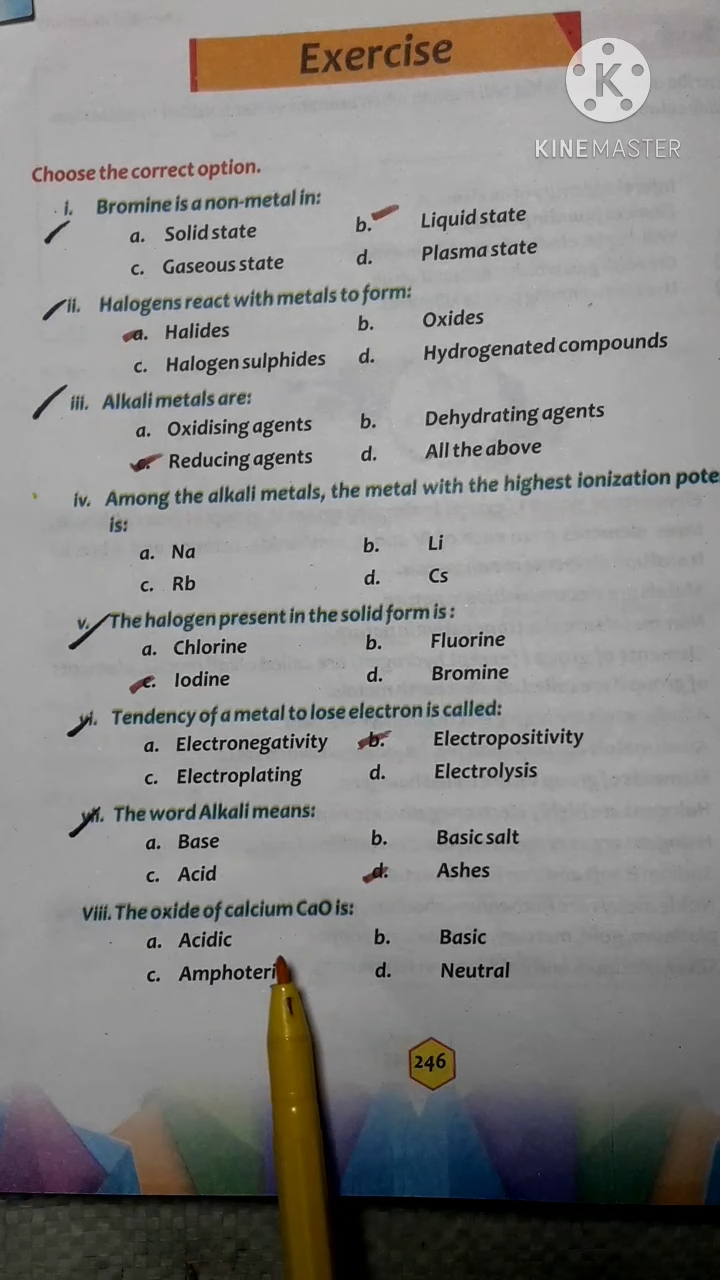 Exercise
KINEMASTER
Choose the correct option.
i. Bromine is a non-metal in:
a. Solid state b. Liquid state
c. Gaseous state d. Plasma state
ii. Halogens react with metals to form:
a. Halides b. Oxides
c. Halogen sulphides d. Hydrogenated compounds
iii. Alkali metals are:
a. Oxidising agents b. Dehydrating agents
c. Reducing agents d. All the above
iv. Among the alkali metals, the metal with the highest ionization pote
is:
a. Na b. Li
c. Rb d. Cs
v. The halogen present in the solid form is :
a. Chlorine b. Fluorine
c. Iodine d. Bromine
vi. Tendency of a metal to lose electron is called:
a. Electronegativity b. Electropositivity
c. Electroplating d. Electrolysis
vii. The word Alkali means:
a. Base b. Basic salt
c. Acid d. Ashes
Viii. The oxide of calcium CaO is:
a. Acidic b. Basic
c. Amphoteri d. Neutral
246